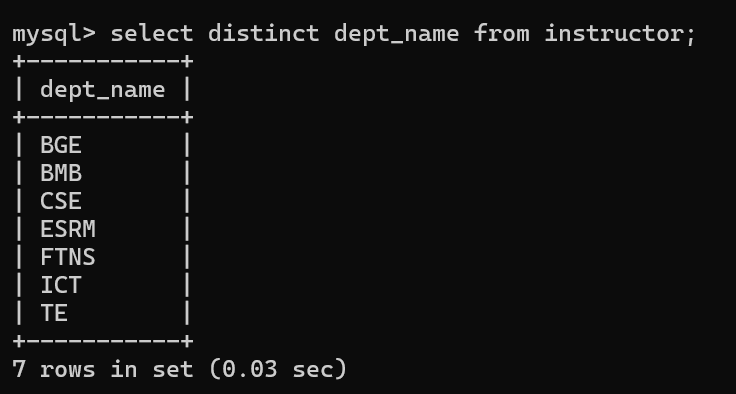 mysql> select distinct dept_name from instructor;
+-----------+
| dept_name |
+-----------+
| BGE       |
| BMB       |
| CSE       |
| ESRM      |
| FTNS      |
| ICT       |
| TE        |
+-----------+
7 rows in set (0.03 sec)